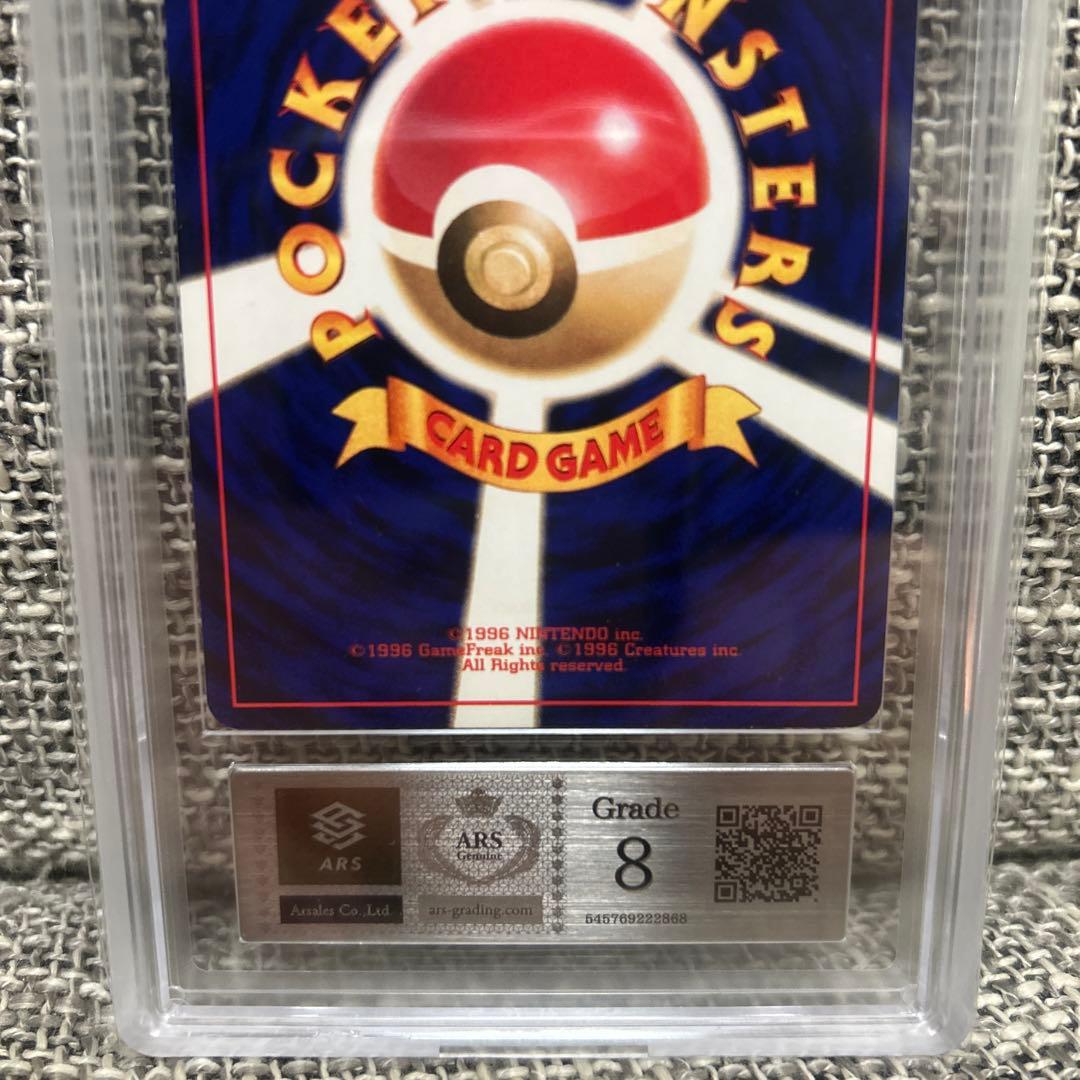 POCKET MONSTERS
CARD GAME
©1996 NINTENDO inc.
©1996 GameFreak inc. ©1996 Creatures inc.
All Rights reserved.
ARS
Arsales Co.,Ltd.
ARS
Genuine
ars-grading.com
Grade
8
545769222868